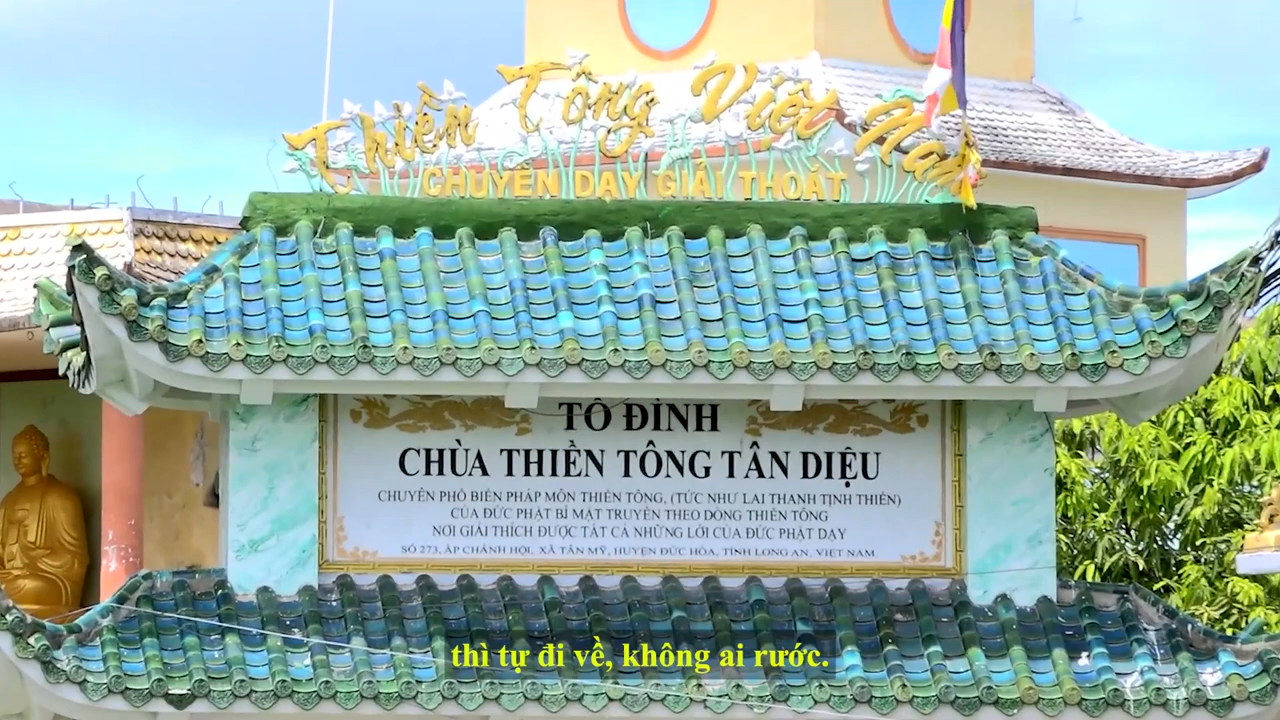 Thiền Tông Việt Nam
CHUYÊN DẠY GIẢI THOÁT
TỔ ĐÌNH
CHÙA THIỀN TÔNG TÂN DIỆU
CHUYÊN PHỔ BIẾN PHÁP MÔN THIỀN TÔNG, (TỨC NHƯ LAI THANH TỊNH THIỀN)
CỦA ĐỨC PHẬT BÍ MẬT TRUYỀN THEO DÒNG THIỀN TÔNG
NƠI GIẢI THÍCH ĐƯỢC TẤT CẢ NHỮNG LỜI CỦA ĐỨC PHẬT DẠY
SỐ 273, ẤP CHÁNH HỘI, XÃ TÂN MỸ, HUYỆN ĐỨC HÒA, TỈNH LONG AN, VIỆT NAM.
thì tự đi về, không ai rước.